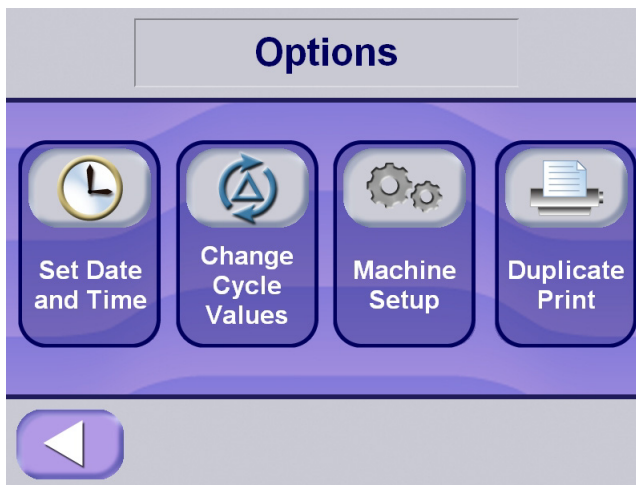 Options
Set Date
and Time
Change
Cycle
Values
Machine
Setup
Duplicate
Print